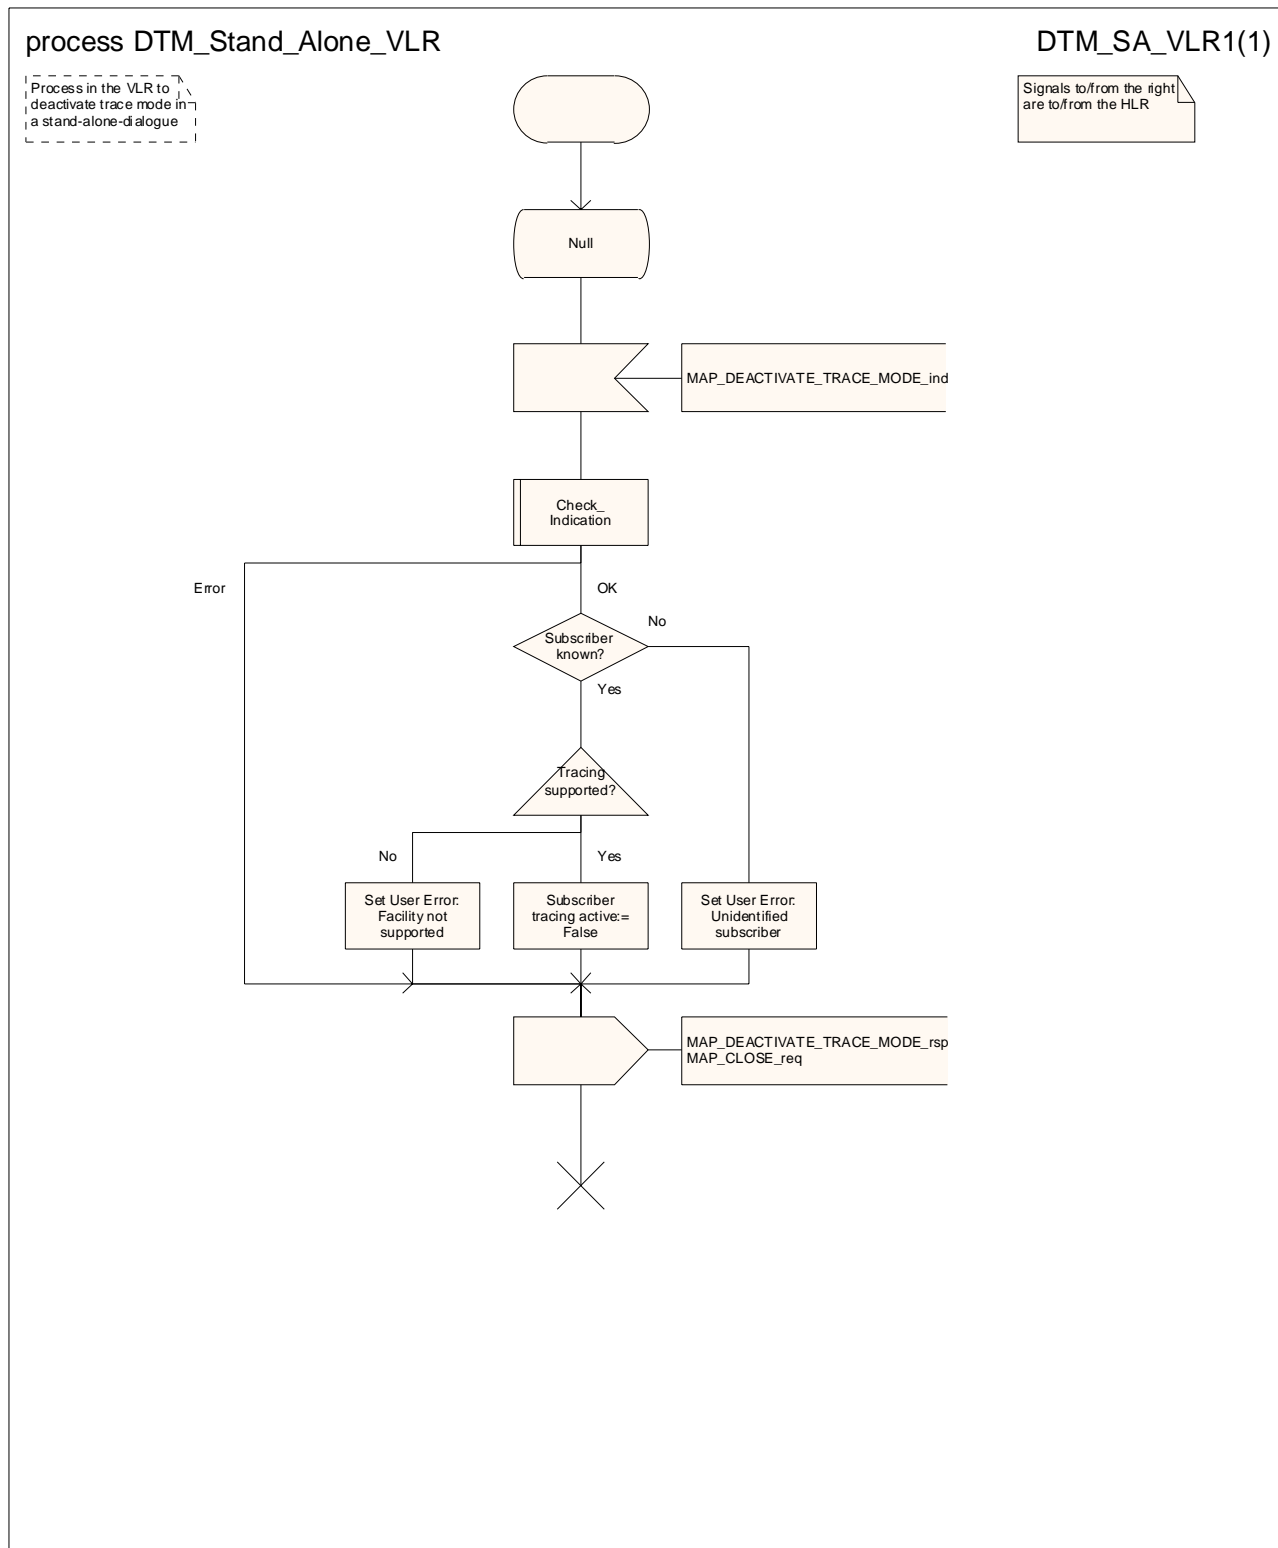 process DTM_Stand_Alone_VLR
DTM_SA_VLR1(1)
Process in the VLR to
deactivate trace mode in
a stand-alone-dialogue
Signals to/from the right
are to/from the HLR
Null
MAP_DEACTIVATE_TRACE_MODE_ind
Check_
Indication
Error
OK
No
Subscriber
known?
Yes
Tracing
supported?
No
Yes
Set User Error:
Facility not
supported
Subscriber
tracing active:=
False
Set User Error:
Unidentified
subscriber
MAP_DEACTIVATE_TRACE_MODE_rsp
MAP_CLOSE_req